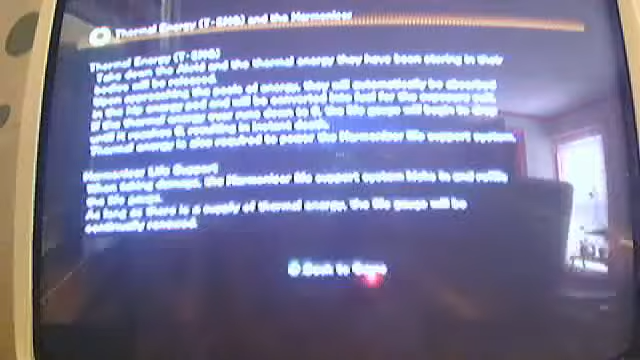 Thermal Energy (T-ENG) and the Harmonizer
Thermal Energy (T-ENG)
Take down the Akrid and the thermal energy they have been storing in their
bodies will be released.
Upon approaching the pools of energy, they will automatically be absorbed
in the and will be converted into fuel for the
If the thermal energy ever runs down to 0, the life gauge will begin to
until it reaches 0, resulting in instant death.
Thermal energy is also required to power the Harmonizer life support system.
Harmonizer Life Support
When taking damage, the Harmonizer life support system kicks in and refills
the life gauge.
As long as there is a supply of thermal energy, the life gauge will be
continually renewed.
Back to Game